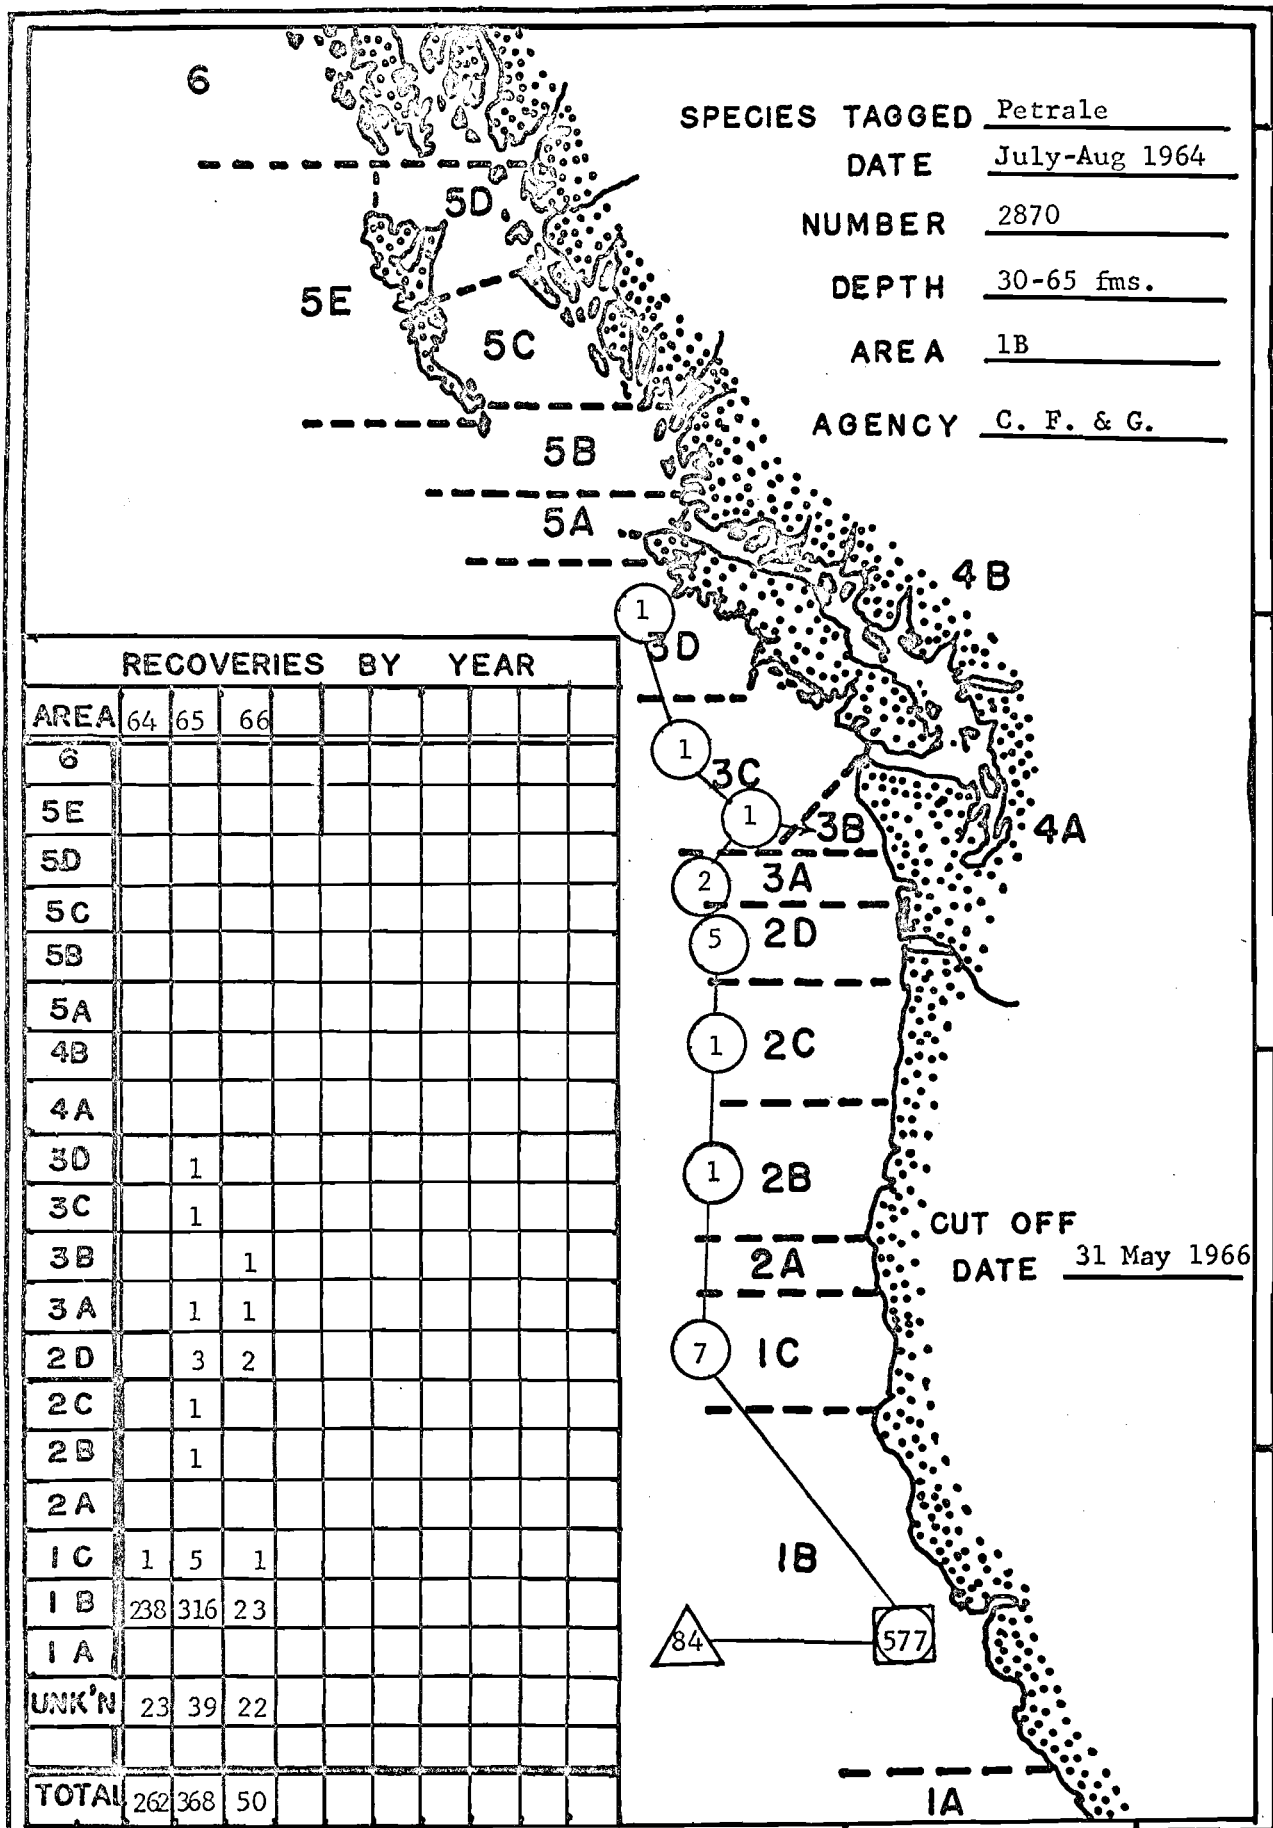 6
SPECIES TAGGED Petrale
DATE July-Aug 1964
5D
NUMBER 2870
5E
DEPTH 30-65 fms.
5C
AREA 1B
AGENCY C. F. & G.
5B
5A
4B
1
3D
1
3C
1
3B
4A
3A
2
5
2D
1
2C
1
2B
CUT OFF
DATE 31 May 1966
2A
7
1C
1B
84
577
1A
RECOVERIES BY YEAR
AREA 64 65 66
6
5E
5D
5C
5B
5A
4B
4A
3D 1
3C 1
3B 1
3A 1 1
2D 3 2
2C 1
2B 1
2A
1C 1 5 1
1B 238 316 23
1A
UNK'N 23 39 22
TOTAL 262 368 50